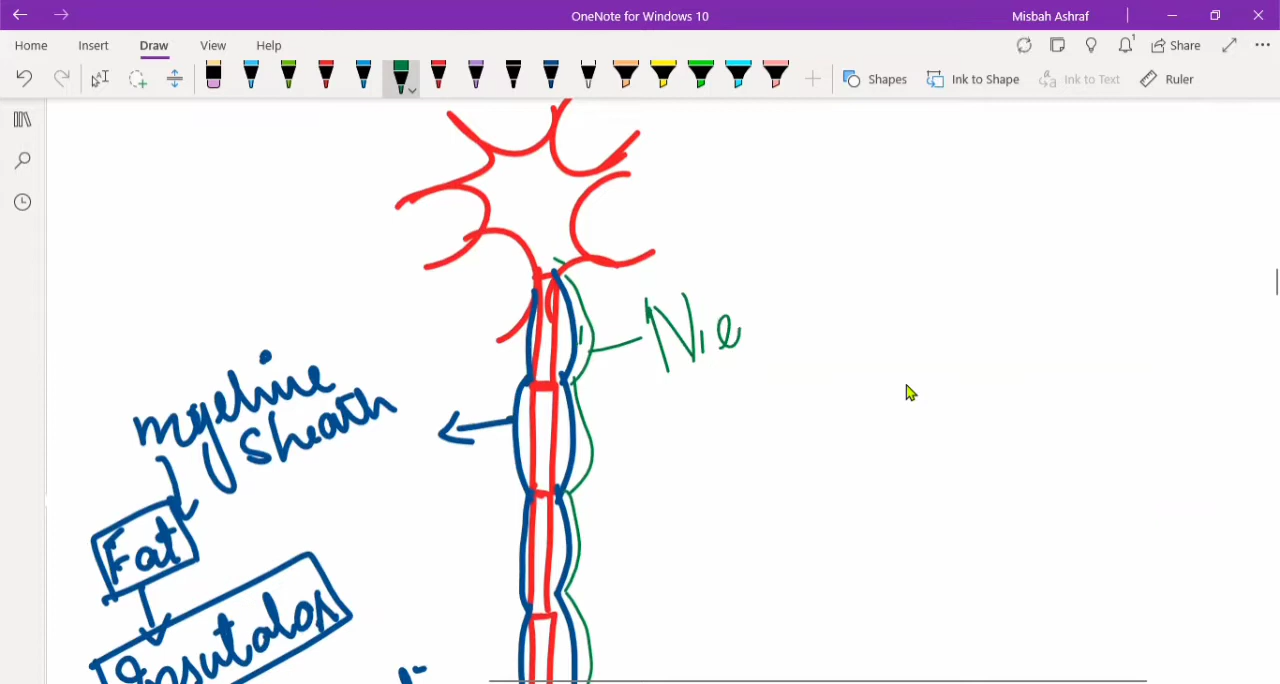 OneNote for Windows 10
Misbah Ashraf
Home Insert Draw View Help
Share
Shapes Ink to Shape Ink to Text Ruler
Nie
myeline
Sheath
Fat